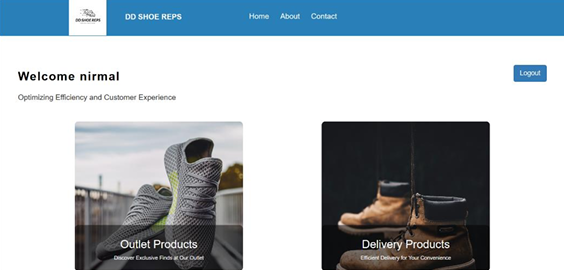 DD SHOE REPS
DD SHOE REPS Home About Contact
Welcome nirmal
Logout
Optimizing Efficiency and Customer Experience
Outlet Products
Discover Exclusive Finds at Our Outlet
Delivery Products
Efficient Delivery for Your Convenience